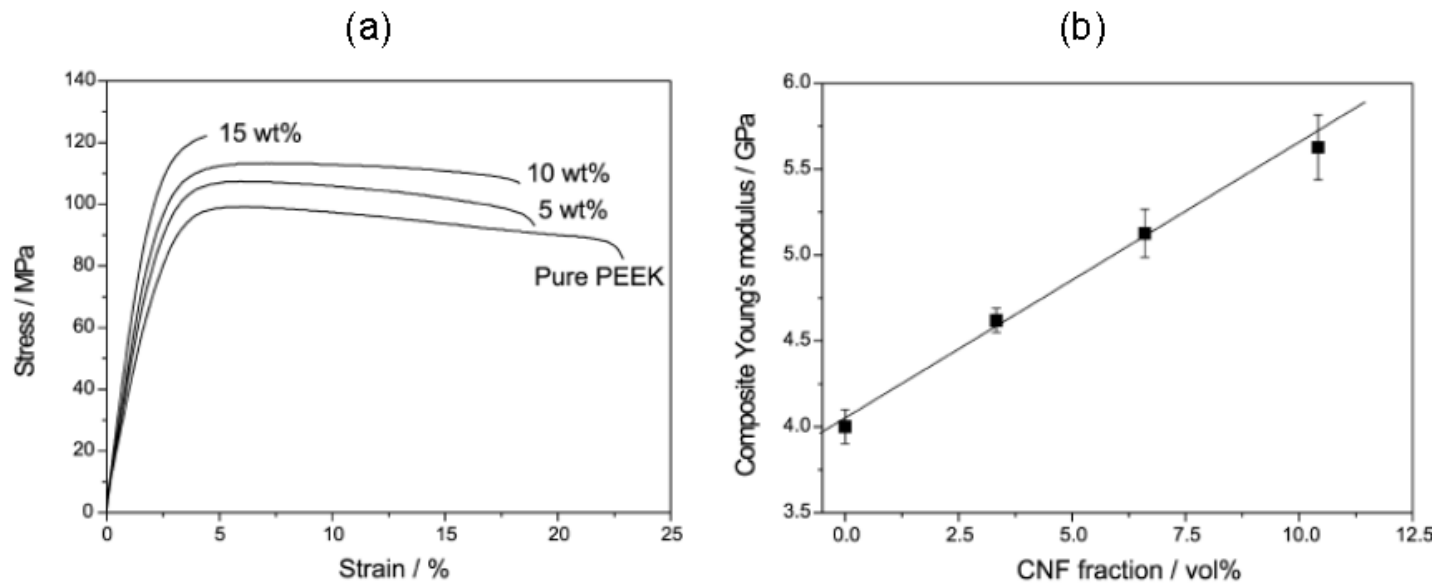 (a)
(b)
140
120
100
80
60
40
20
0
Stress / MPa
15 wt%
10 wt%
5 wt%
Pure PEEK
0
5
10
15
20
25
Strain / %
6.0
5.5
5.0
4.5
4.0
3.5
Composite Young's modulus / GPa
0.0
2.5
5.0
7.5
10.0
12.5
CNF fraction / vol%